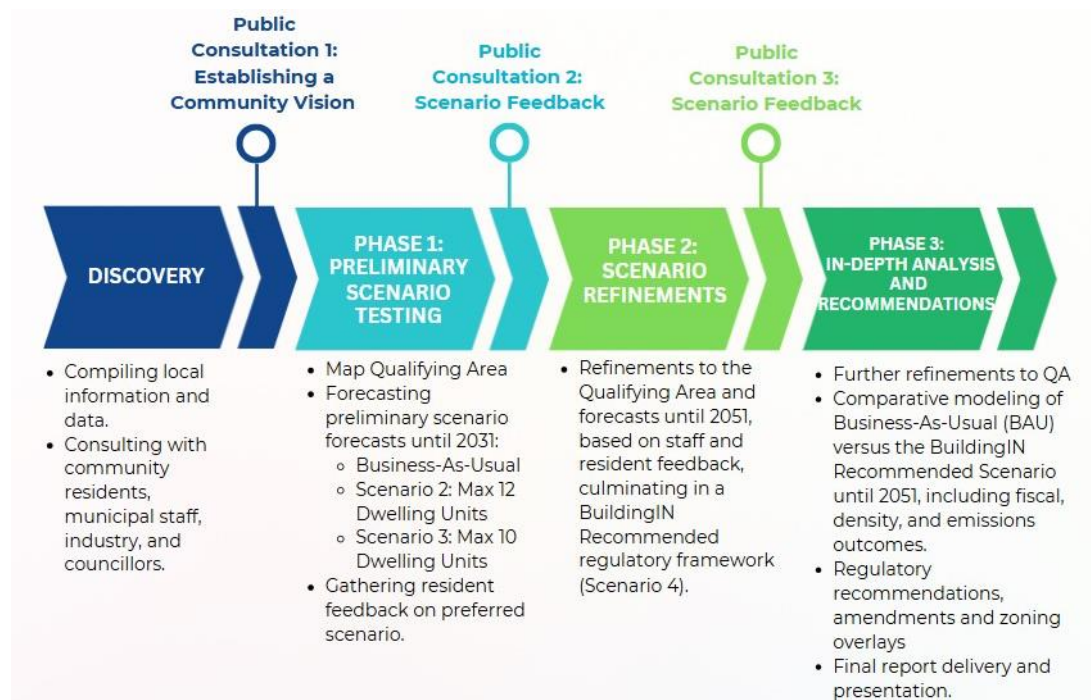 Public
Consultation 1:
Establishing a
Community Vision
Public
Consultation 2:
Scenario Feedback
Public
Consultation 3:
Scenario Feedback
DISCOVERY
PHASE 1:
PRELIMINARY
SCENARIO
TESTING
PHASE 2:
SCENARIO
REFINEMENTS
PHASE 3:
IN-DEPTH ANALYSIS
AND
RECOMMENDATIONS
• Compiling local
information and
data.
• Consulting with
community
residents,
municipal staff,
industry, and
councillors.
• Map Qualifying Area
• Forecasting
preliminary scenario
forecasts until 2031:
○ Business-As-Usual
○ Scenario 2: Max 12
Dwelling Units
○ Scenario 3: Max 10
Dwelling Units
• Gathering resident
feedback on preferred
scenario.
• Refinements to the
Qualifying Area and
forecasts until 2051,
based on staff and
resident feedback,
culminating in a
BuildingIN
Recommended
regulatory framework
(Scenario 4).
• Further refinements to QA
• Comparative modeling of
Business-As-Usual (BAU)
versus the BuildingIN
Recommended Scenario
until 2051, including fiscal,
density, and emissions
outcomes.
• Regulatory
recommendations,
amendments and zoning
overlays
• Final report delivery and
presentation.